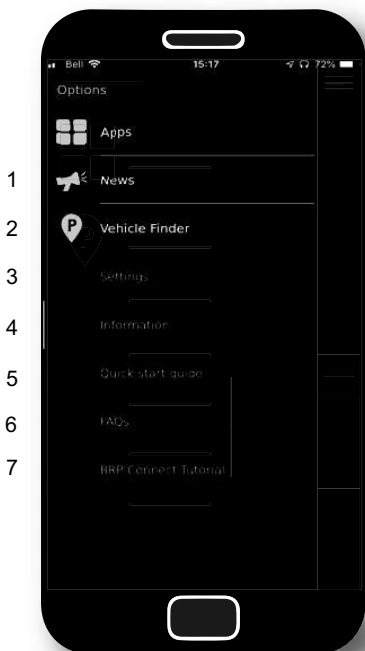 Bell 15:17 72%
Options
Apps
1 News
2 P Vehicle Finder
3 Settings
4 Information
5 Quick start guide
6 FAQs
7 BRP Connect Tutorial